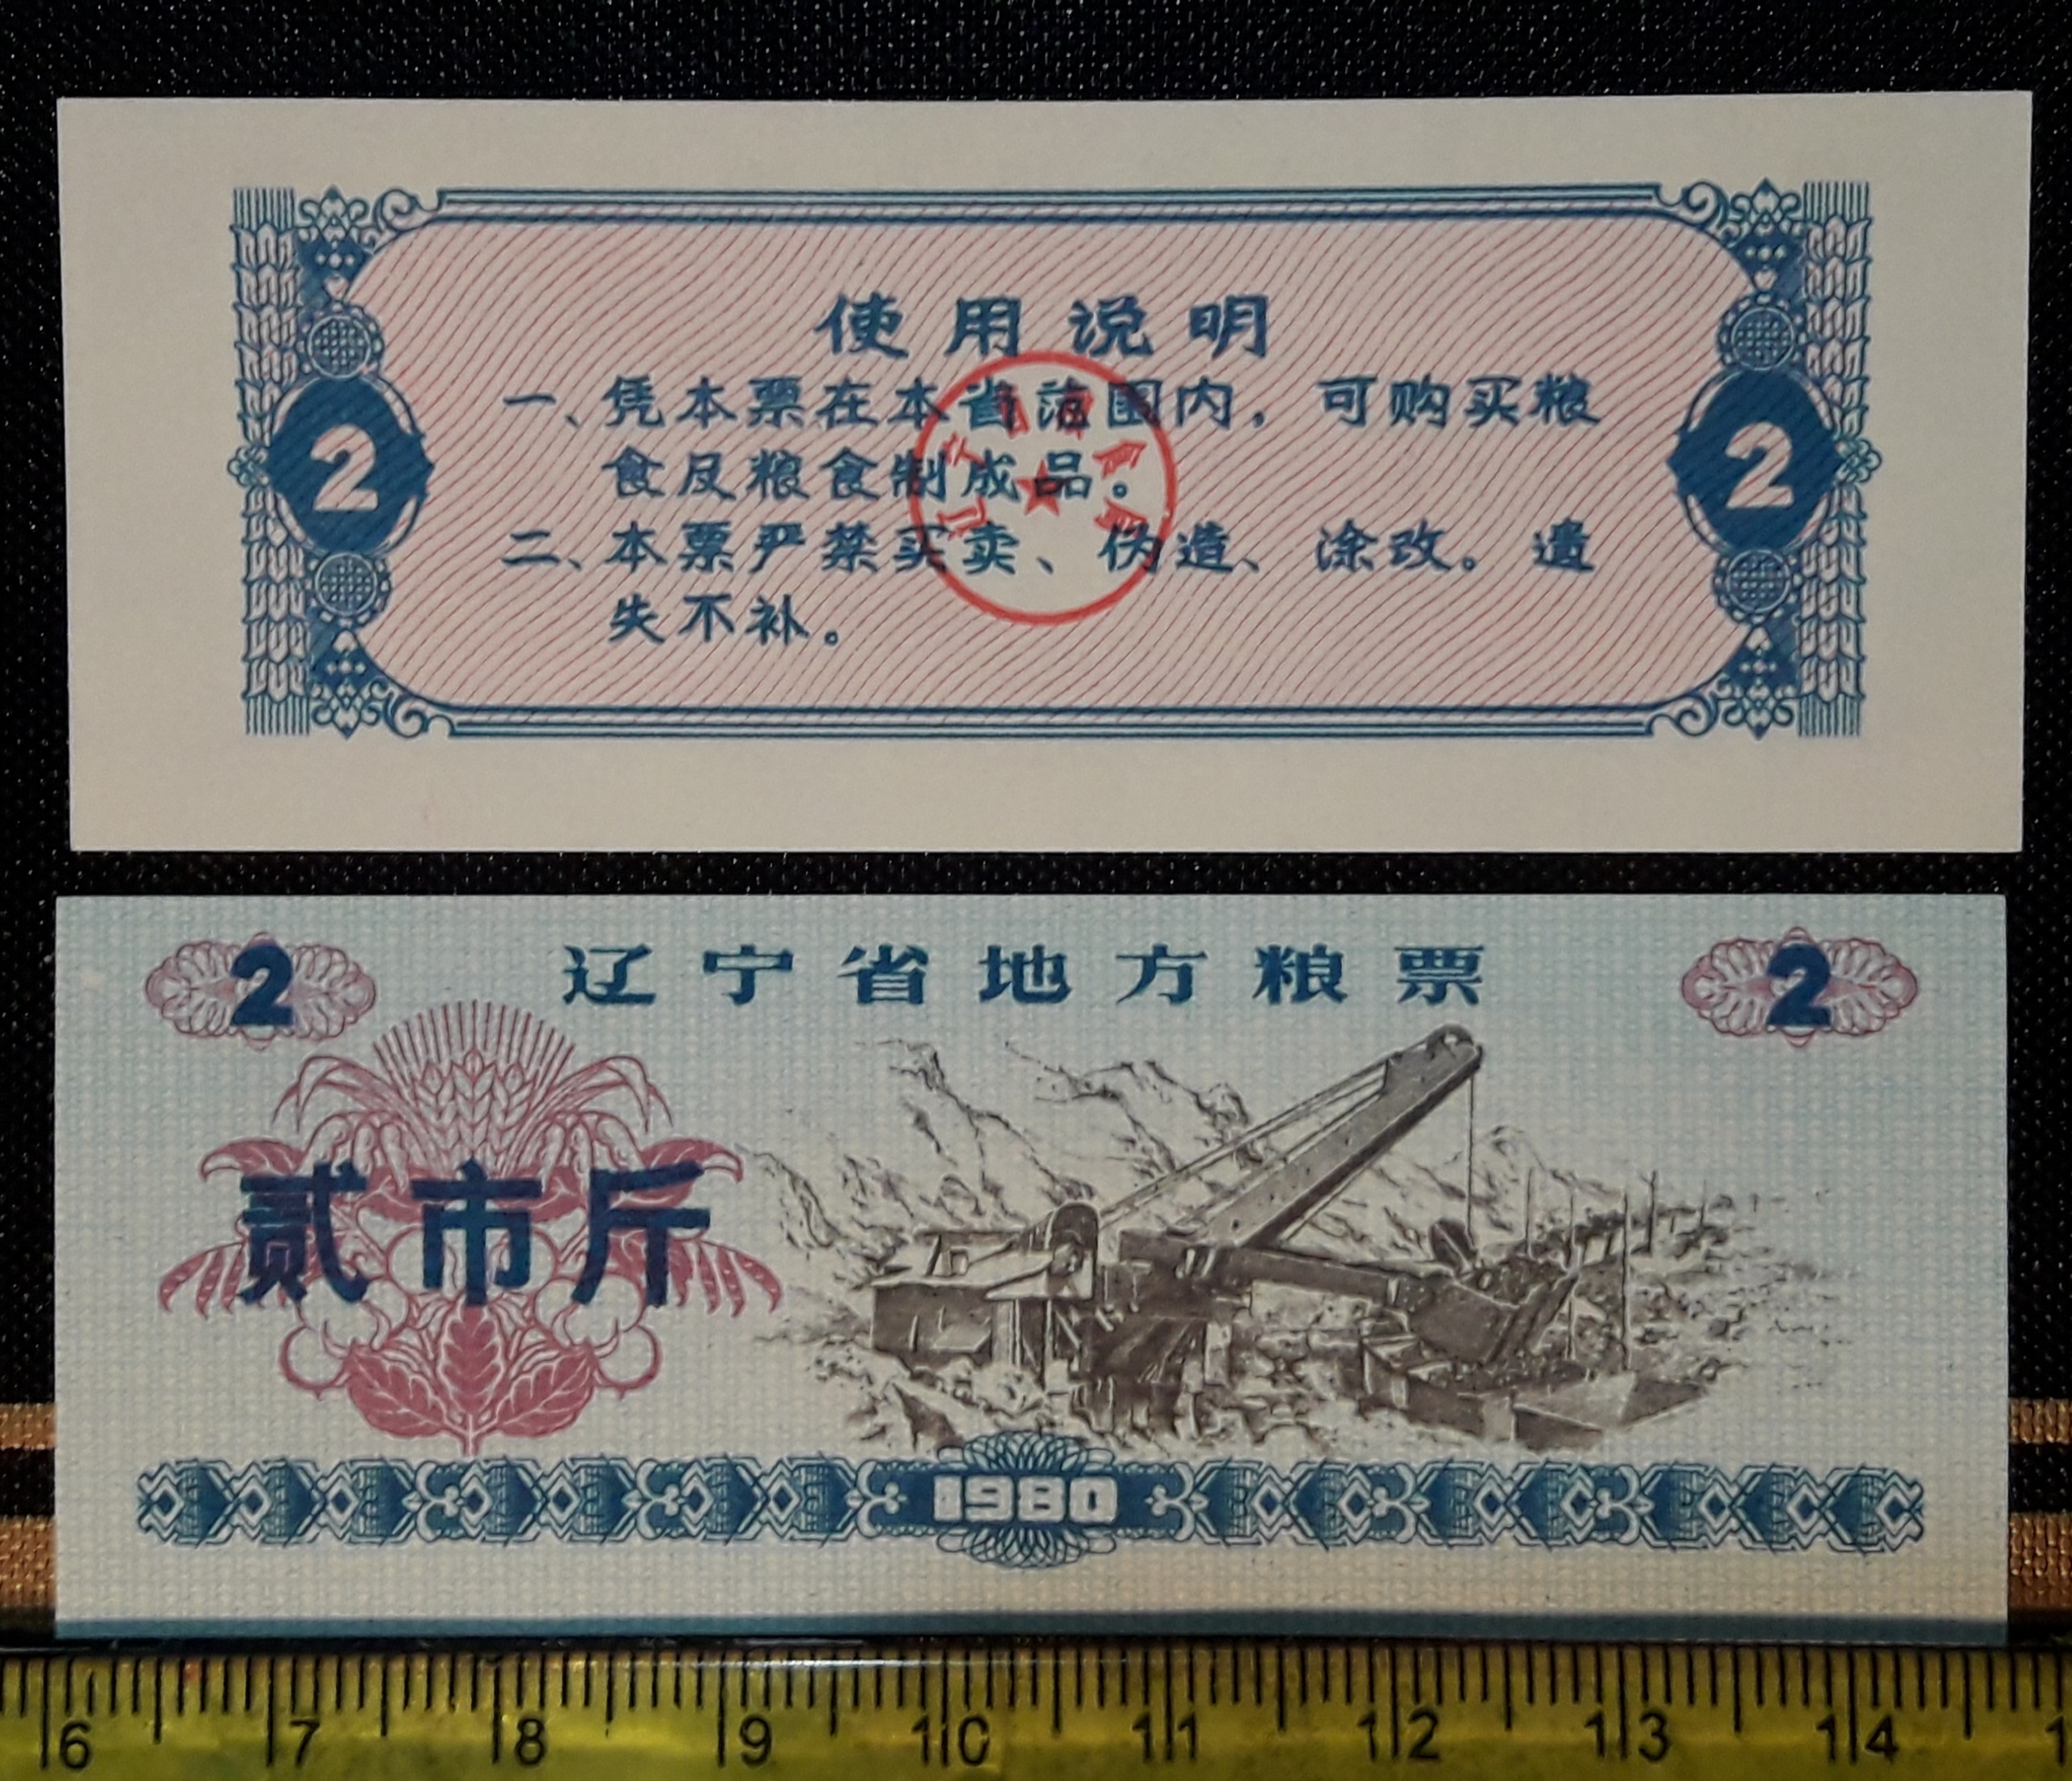 使用说明
一、凭本票在本省范围内，可购买粮
食及粮食制成品。
二、本票严禁买卖、伪造、涂改。遗
失不补。
2
2
2
辽宁省地方粮票
2
贰市斤
1980
6 7 8 9 10 11 12 13 14